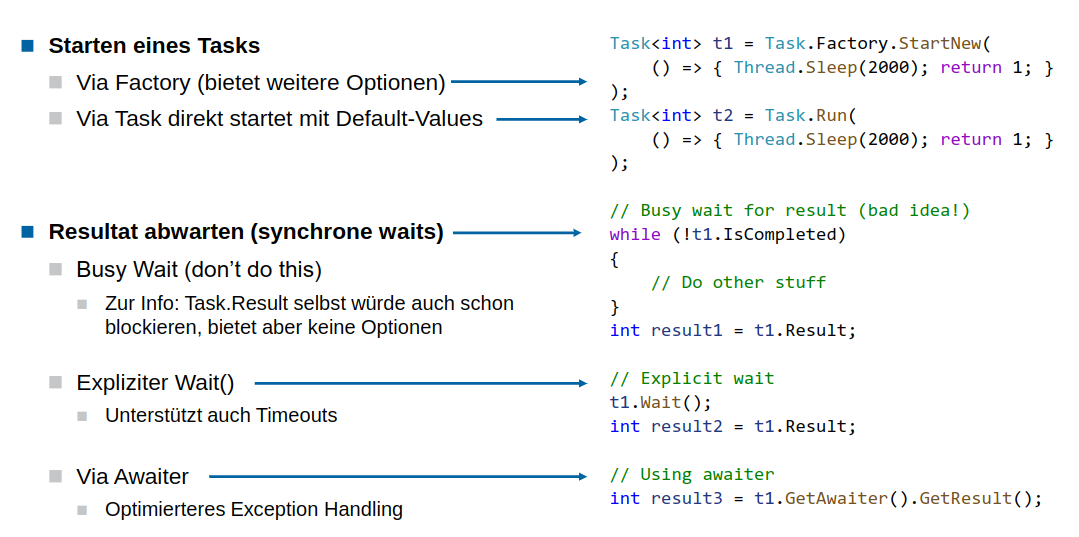 Starten eines Tasks
Via Factory (bietet weitere Optionen)
Via Task direkt startet mit Default-Values
Task<int> t1 = Task.Factory.StartNew(
    () => { Thread.Sleep(2000); return 1; }
);
Task<int> t2 = Task.Run(
    () => { Thread.Sleep(2000); return 1; }
);
Resultat abwarten (synchrone waits)
Busy Wait (don’t do this)
Zur Info: Task.Result selbst würde auch schon
blockieren, bietet aber keine Optionen
// Busy wait for result (bad idea!)
while (!t1.IsCompleted)
{
    // Do other stuff
}
int result1 = t1.Result;
Expliziter Wait()
Unterstützt auch Timeouts
// Explicit wait
t1.Wait();
int result2 = t1.Result;
Via Awaiter
Optimierteres Exception Handling
// Using awaiter
int result3 = t1.GetAwaiter().GetResult();